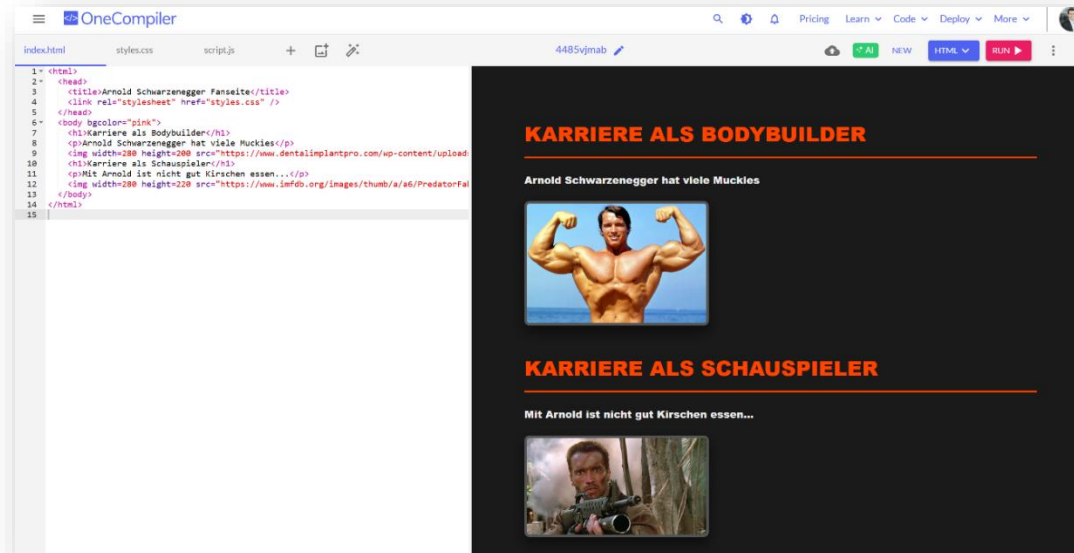 OneCompiler
Pricing Learn Code Deploy More
index.html styles.css script.js
4485vjmab
AI NEW HTML RUN
1 <html>
2 <head>
3 <title>Arnold Schwarzenegger Fanseite</title>
4 <link rel="stylesheet" href="styles.css" />
5 </head>
6 <body bgcolor="pink">
7 <h1>Karriere als Bodybuilder</h1>
8 <p>Arnold Schwarzenegger hat viele Muckies</p>
9 <img width=280 height=200 src="https://www.dentalimplantpro.com/wp-content/upload
10 <h1>Karriere als Schauspieler</h1>
11 <p>Mit Arnold ist nicht gut Kirschen essen...</p>
12 <img width=280 height=220 src="https://www.imfdb.org/images/thumb/a/a6/PredatorFa
13 </body>
14 </html>
15
KARRIERE ALS BODYBUILDER
Arnold Schwarzenegger hat viele Muckies
KARRIERE ALS SCHAUSPIELER
Mit Arnold ist nicht gut Kirschen essen...